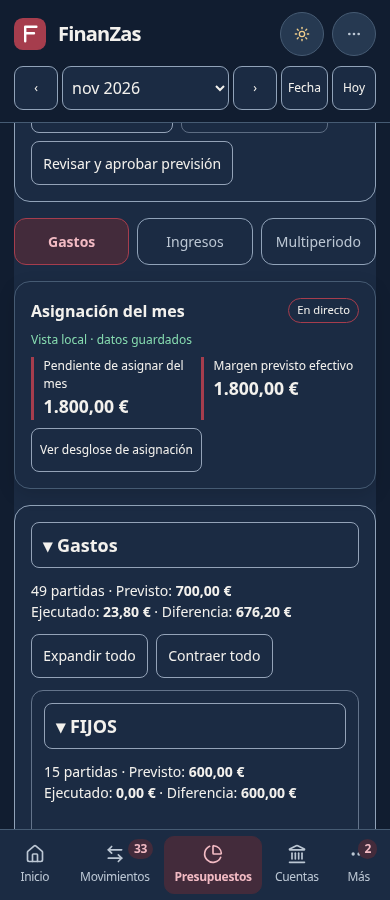 FinanZas
‹
nov 2026
›
Fecha
Hoy
Revisar y aprobar previsión
Gastos
Ingresos
Multiperiodo
Asignación del mes
En directo
Vista local · datos guardados
Pendiente de asignar del
mes
1.800,00 €
Margen previsto efectivo
1.800,00 €
Ver desglose de asignación
▾ Gastos
49 partidas · Previsto: 700,00 €
Ejecutado: 23,80 € · Diferencia: 676,20 €
Expandir todo
Contraer todo
▾ FIJOS
15 partidas · Previsto: 600,00 €
Ejecutado: 0,00 € · Diferencia: 600,00 €
Inicio
33
Movimientos
Presupuestos
Cuentas
2
Más